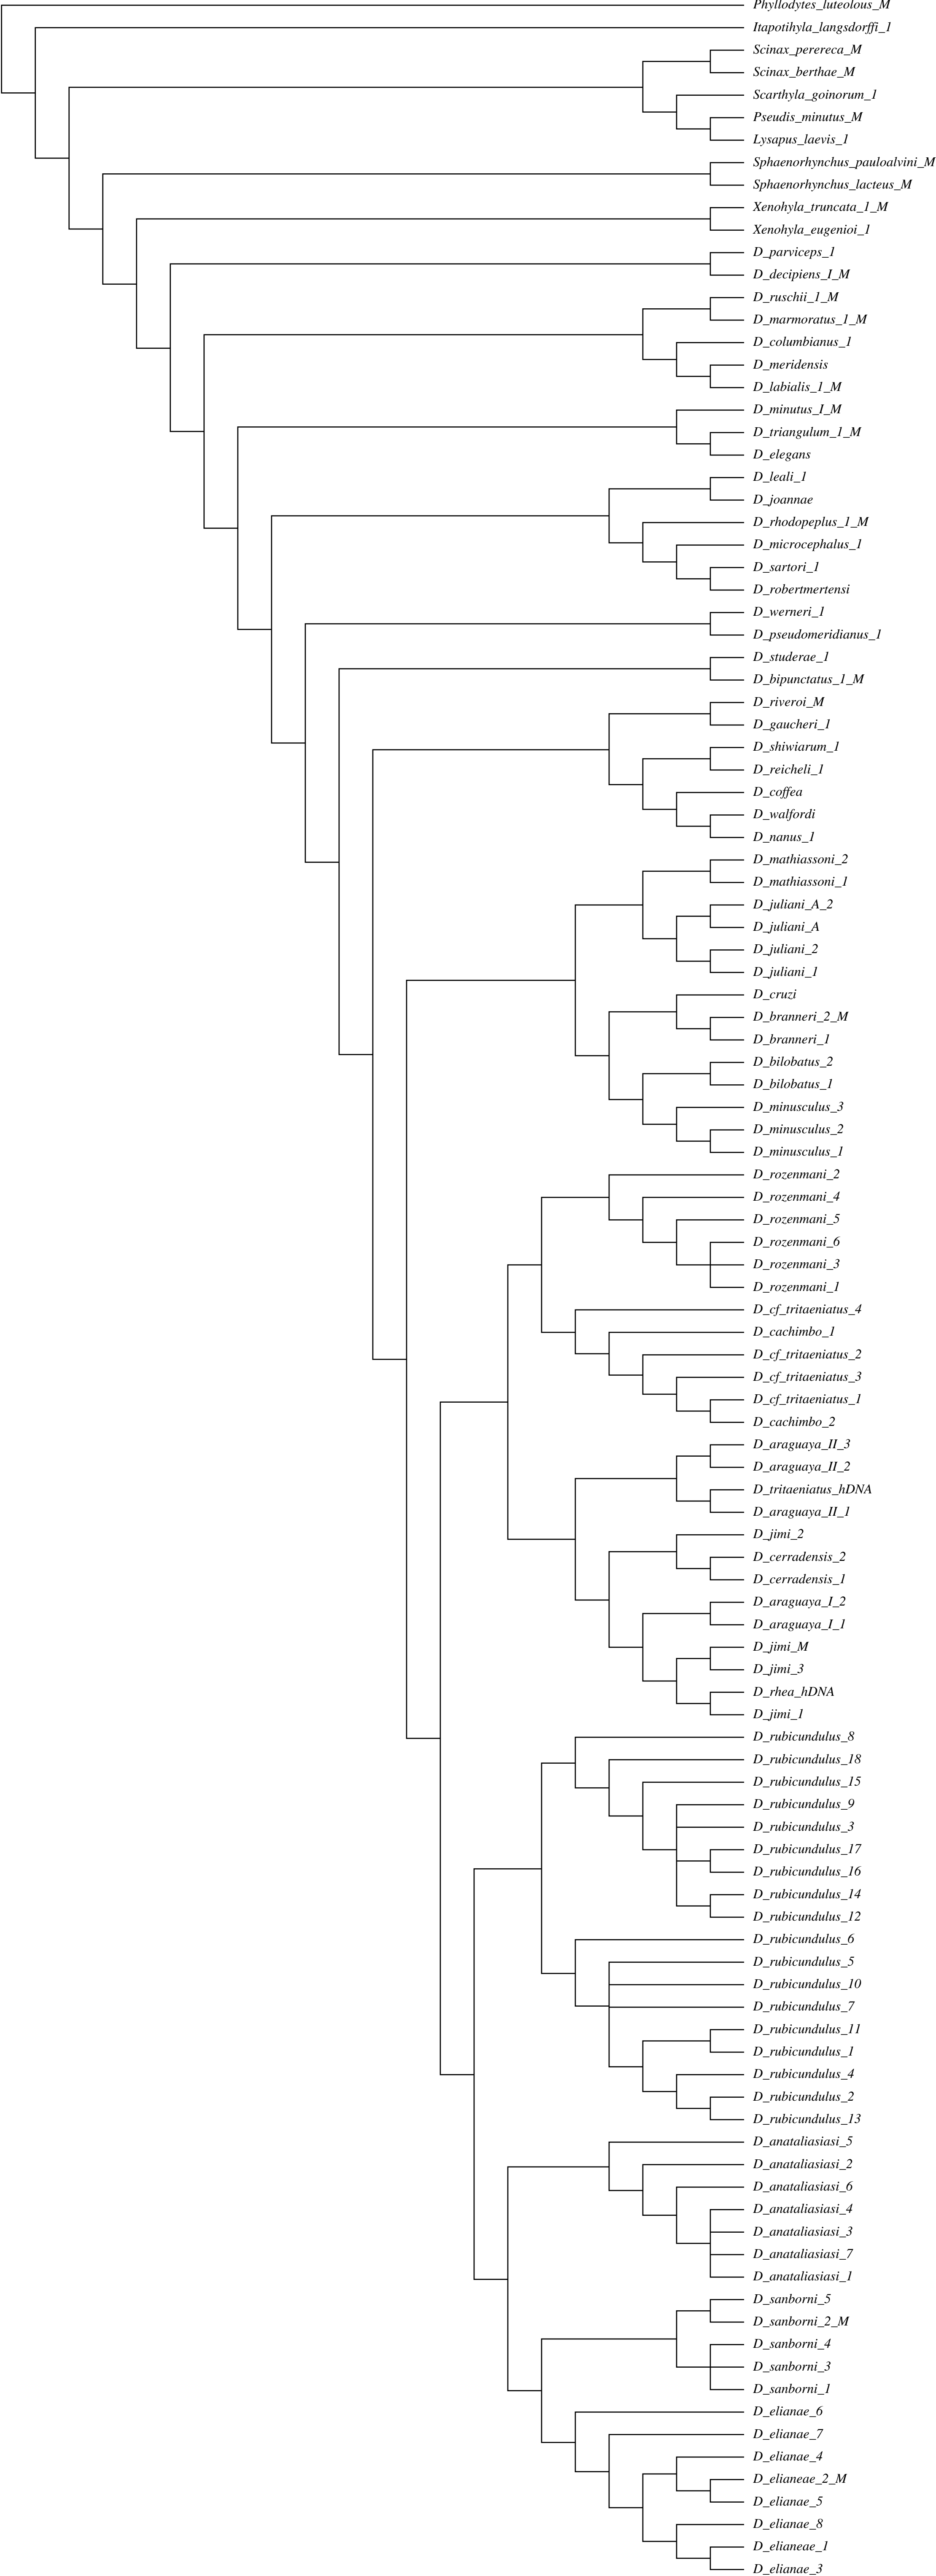 Phyllodytes_luteolous_M
Itapotihyla_langsdorffi_1
Scinax_perereca_M
Scinax_berthae_M
Scarthyla_goinorum_1
Pseudis_minutus_M
Lysapus_laevis_1
Sphaenorhynchus_pauloalvini_M
Sphaenorhynchus_lacteus_M
Xenohyla_truncata_1_M
Xenohyla_eugenioi_1
D_parviceps_1
D_decipiens_I_M
D_ruschii_1_M
D_marmoratus_1_M
D_columbianus_1
D_meridensis
D_labialis_1_M
D_minutus_I_M
D_triangulum_1_M
D_elegans
D_leali_1
D_joannae
D_rhodopeplus_1_M
D_microcephalus_1
D_sartori_1
D_robertmertensi
D_werneri_1
D_pseudomeridianus_1
D_studerae_1
D_bipunctatus_1_M
D_riveroi_M
D_gaucheri_1
D_shiwiarum_1
D_reicheli_1
D_coffea
D_walfordi
D_nanus_1
D_mathiassoni_2
D_mathiassoni_1
D_juliani_A_2
D_juliani_A
D_juliani_2
D_juliani_1
D_cruzi
D_branneri_2_M
D_branneri_1
D_bilobatus_2
D_bilobatus_1
D_minusculus_3
D_minusculus_2
D_minusculus_1
D_rozenmani_2
D_rozenmani_4
D_rozenmani_5
D_rozenmani_6
D_rozenmani_3
D_rozenmani_1
D_cf_tritaeniatus_4
D_cachimbo_1
D_cf_tritaeniatus_2
D_cf_tritaeniatus_3
D_cf_tritaeniatus_1
D_cachimbo_2
D_araguaya_II_3
D_araguaya_II_2
D_tritaeniatus_hDNA
D_araguaya_II_1
D_jimi_2
D_cerradensis_2
D_cerradensis_1
D_araguaya_I_2
D_araguaya_I_1
D_jimi_M
D_jimi_3
D_rhea_hDNA
D_jimi_1
D_rubicundulus_8
D_rubicundulus_18
D_rubicundulus_15
D_rubicundulus_9
D_rubicundulus_3
D_rubicundulus_17
D_rubicundulus_16
D_rubicundulus_14
D_rubicundulus_12
D_rubicundulus_6
D_rubicundulus_5
D_rubicundulus_10
D_rubicundulus_7
D_rubicundulus_11
D_rubicundulus_1
D_rubicundulus_4
D_rubicundulus_2
D_rubicundulus_13
D_anataliasiasi_5
D_anataliasiasi_2
D_anataliasiasi_6
D_anataliasiasi_4
D_anataliasiasi_3
D_anataliasiasi_7
D_anataliasiasi_1
D_sanborni_5
D_sanborni_2_M
D_sanborni_4
D_sanborni_3
D_sanborni_1
D_elianae_6
D_elianae_7
D_elianae_4
D_elianeae_2_M
D_elianae_5
D_elianae_8
D_elianeae_1
D_elianae_3